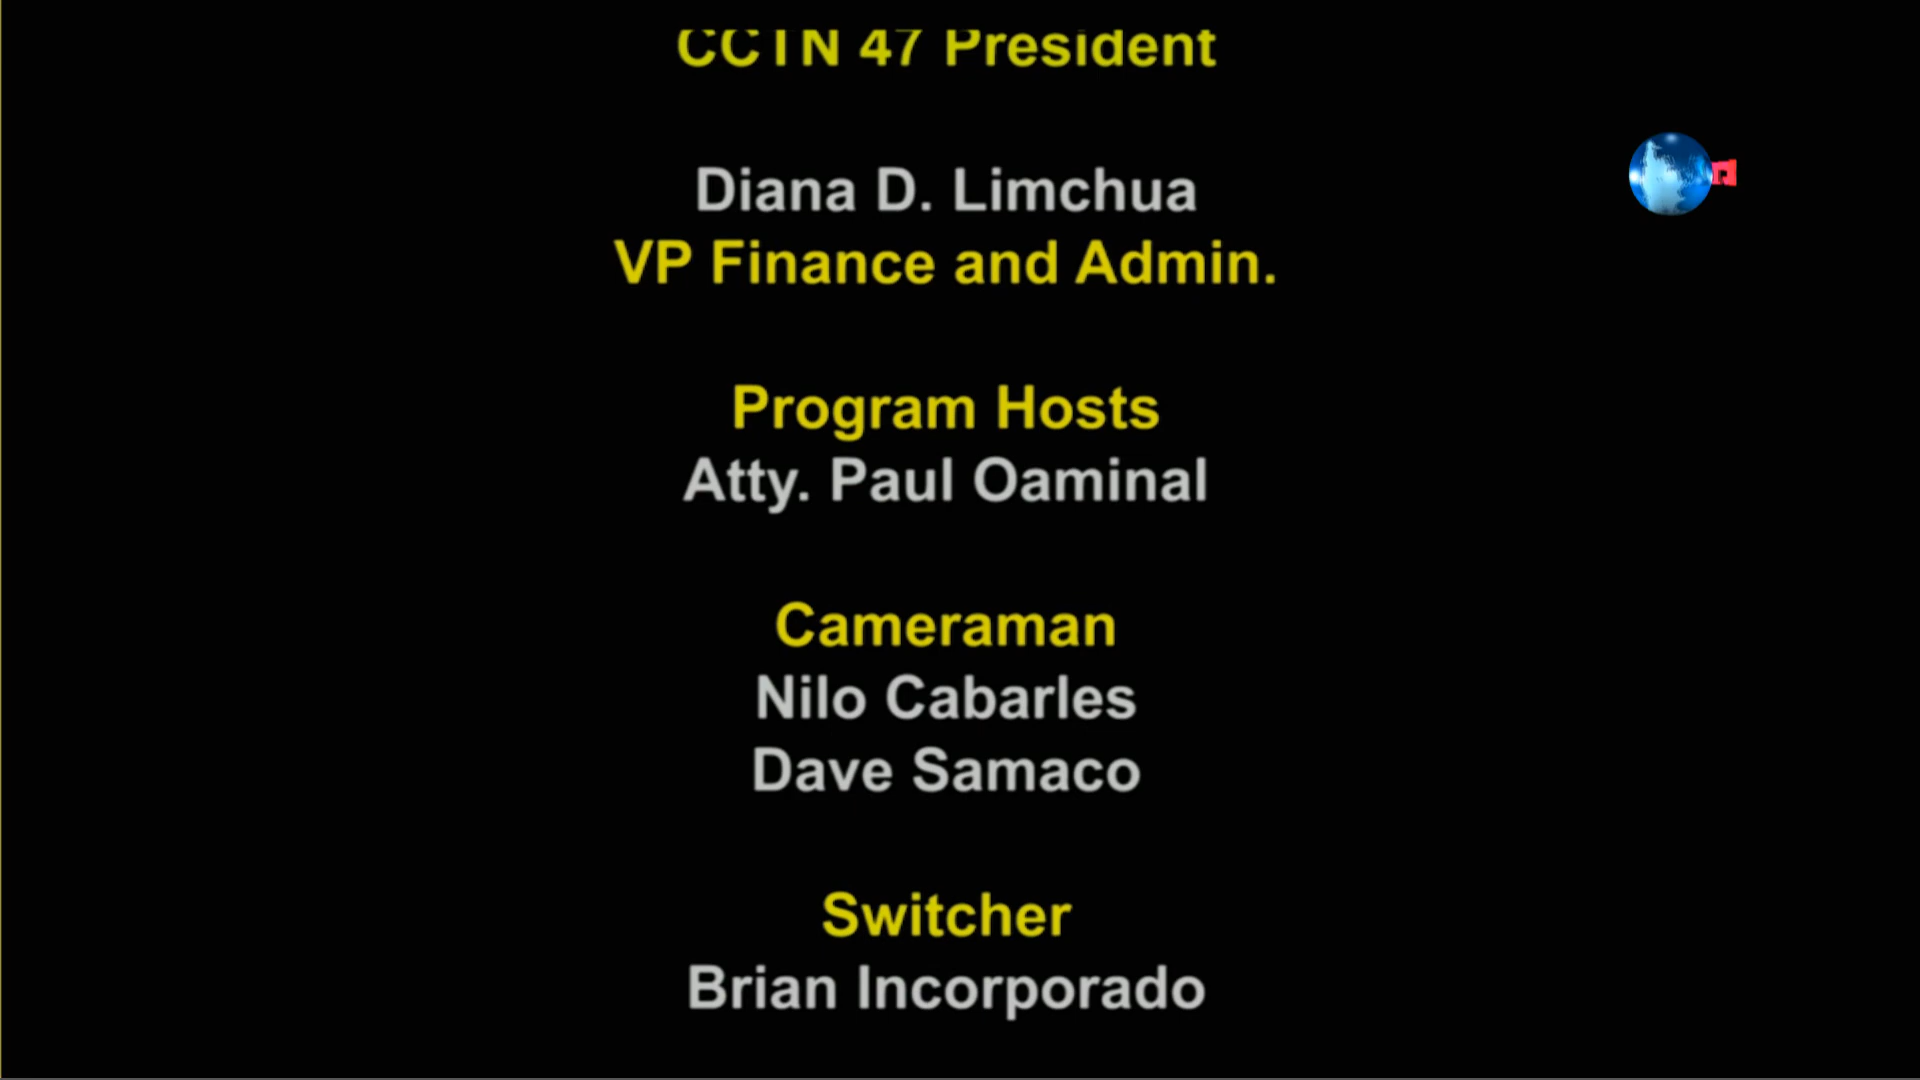 CCTN 47 President
Diana D. Limchua
VP Finance and Admin.
Program Hosts
Atty. Paul Oaminal
Cameraman
Nilo Cabarles
Dave Samaco
Switcher
Brian Incorporado